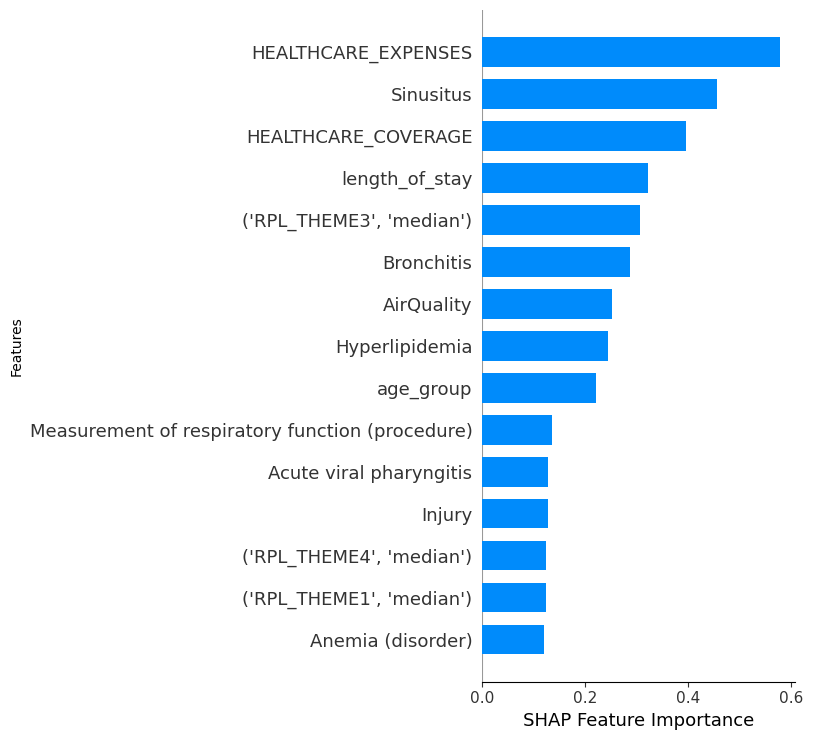 HEALTHCARE_EXPENSES
Sinusitus
HEALTHCARE_COVERAGE
length_of_stay
('RPL_THEME3', 'median')
Bronchitis
AirQuality
Hyperlipidemia
age_group
Measurement of respiratory function (procedure)
Acute viral pharyngitis
Injury
('RPL_THEME4', 'median')
('RPL_THEME1', 'median')
Anemia (disorder)
Features
0.0 0.2 0.4 0.6
SHAP Feature Importance